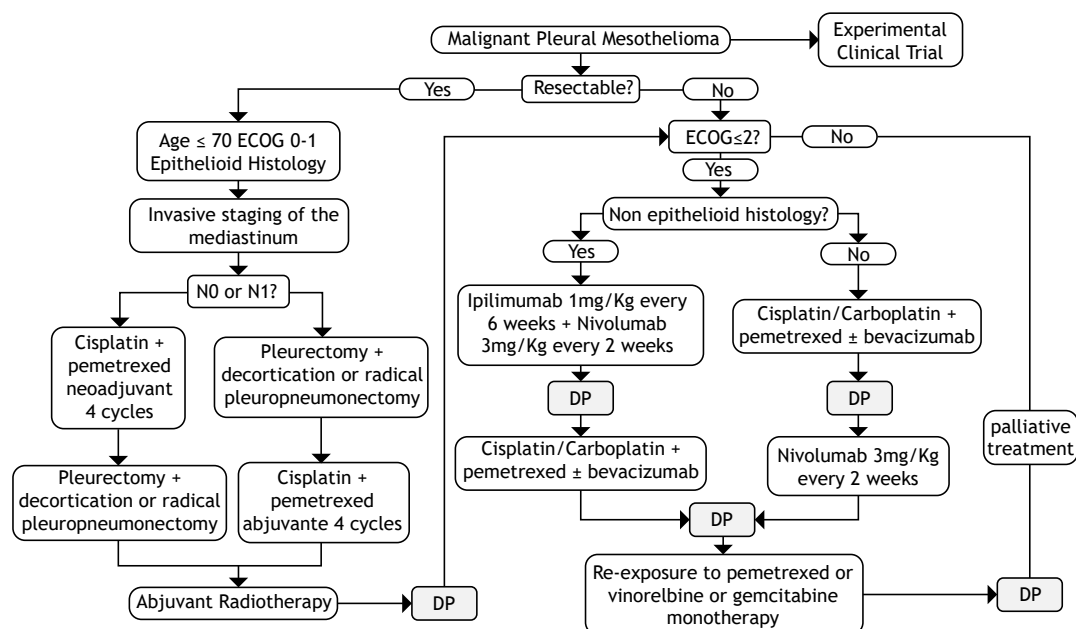 Malignant Pleural Mesothelioma
Experimental
Clinical Trial
Yes
Resectable?
No
Age ≤ 70 ECOG 0-1
Epithelioid Histology
ECOG≤2?
No
Yes
Invasive staging of the
mediastinum
Non epithelioid histology?
Yes
No
N0 or N1?
Ipilimumab 1mg/Kg every
6 weeks + Nivolumab
3mg/Kg every 2 weeks
Cisplatin/Carboplatin +
pemetrexed ± bevacizumab
Cisplatin +
pemetrexed
neoadjuvant
4 cycles
Pleurectomy +
decortication or radical
pleuropneumonectomy
DP
DP
palliative
treatment
Pleurectomy +
decortication or radical
pleuropneumonectomy
Cisplatin +
pemetrexed
abjuvante 4 cycles
Cisplatin/Carboplatin +
pemetrexed ± bevacizumab
Nivolumab 3mg/Kg
every 2 weeks
DP
Abjuvant Radiotherapy
DP
Re-exposure to pemetrexed or
vinorelbine or gemcitabine
monotherapy
DP